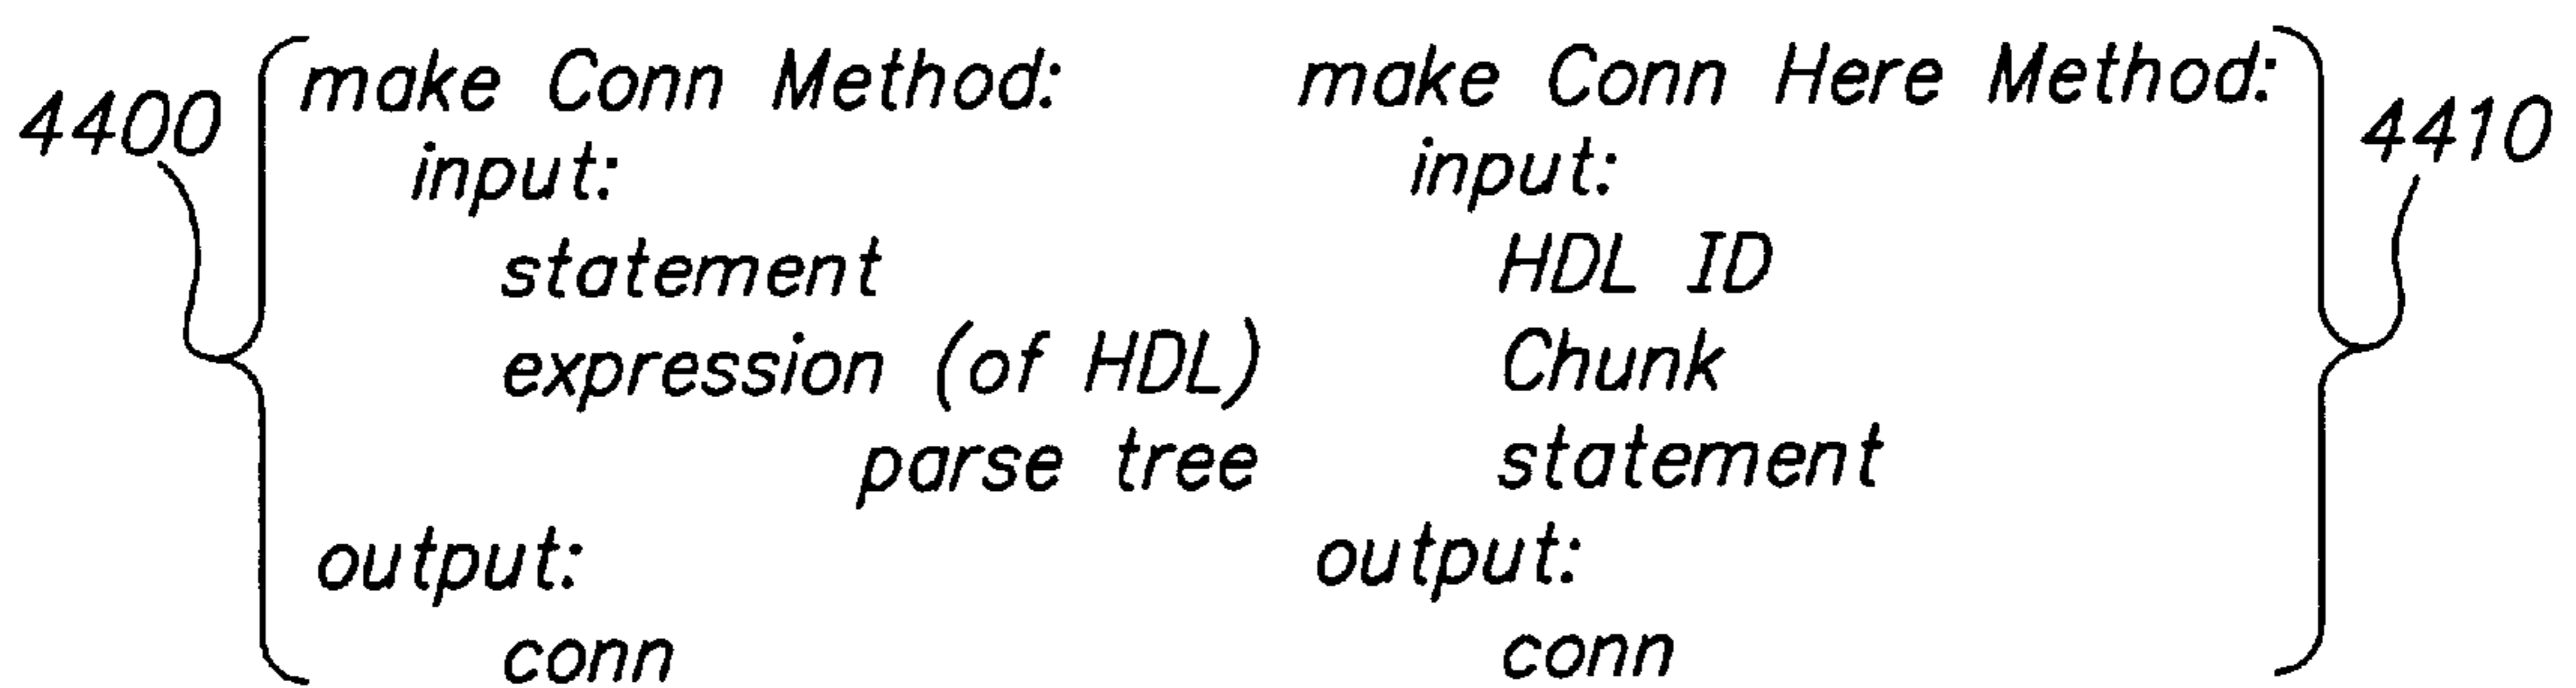 4400
make Conn Method:
input:
statement
expression (of HDL)
parse tree
output:
conn
make Conn Here Method:
input:
HDL ID
Chunk
statement
output:
conn
4410